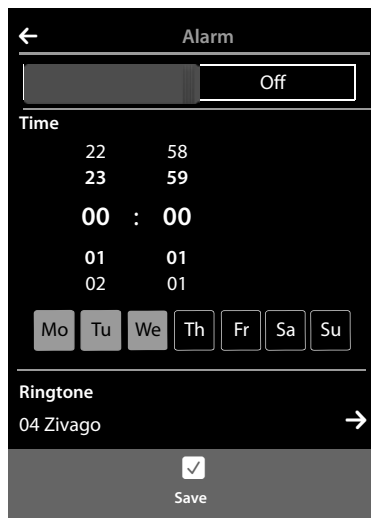 Alarm
Off
Time
22 58
23 59
00 : 00
01 01
02 01
Mo Tu We Th Fr Sa Su
Ringtone
04 Zivago
Save